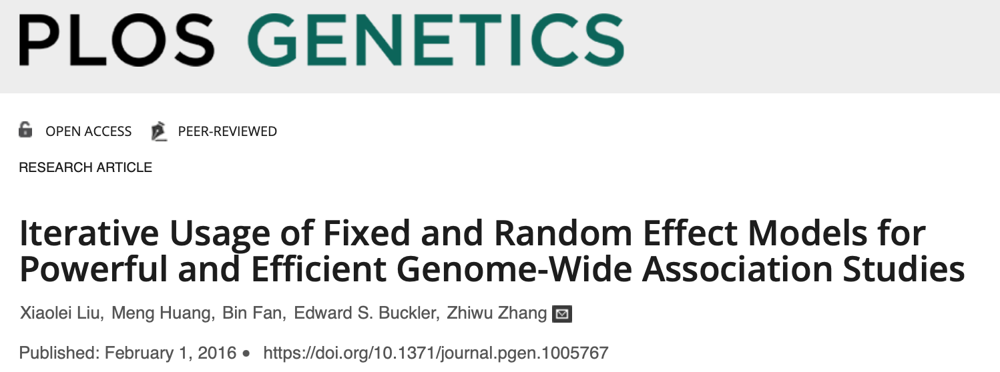 PLOS GENETICS
OPEN ACCESS PEER-REVIEWED
RESEARCH ARTICLE
Iterative Usage of Fixed and Random Effect Models for
Powerful and Efficient Genome-Wide Association Studies
Xiaolei Liu, Meng Huang, Bin Fan, Edward S. Buckler, Zhiwu Zhang
Published: February 1, 2016 • https://doi.org/10.1371/journal.pgen.1005767